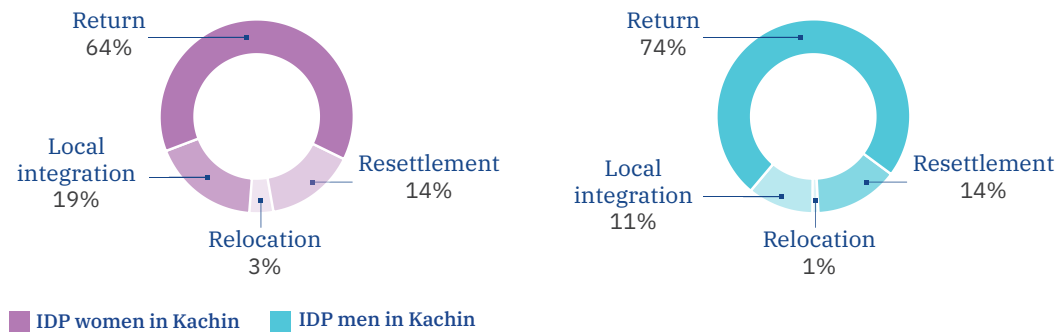 Return
64%
Local
integration
19%
Resettlement
14%
Relocation
3%
Return
74%
Local
integration
11%
Resettlement
14%
Relocation
1%
IDP women in Kachin
IDP men in Kachin